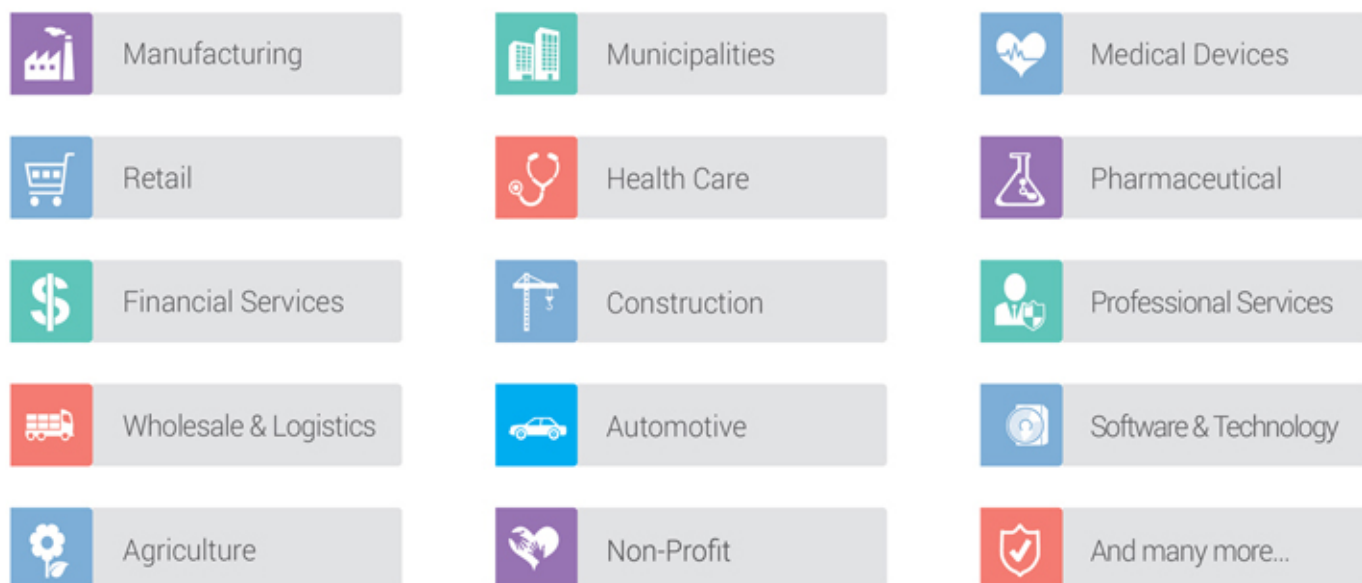 Manufacturing
Municipalities
Medical Devices
Retail
Health Care
Pharmaceutical
Financial Services
Construction
Professional Services
Wholesale & Logistics
Automotive
Software & Technology
Agriculture
Non-Profit
And many more...